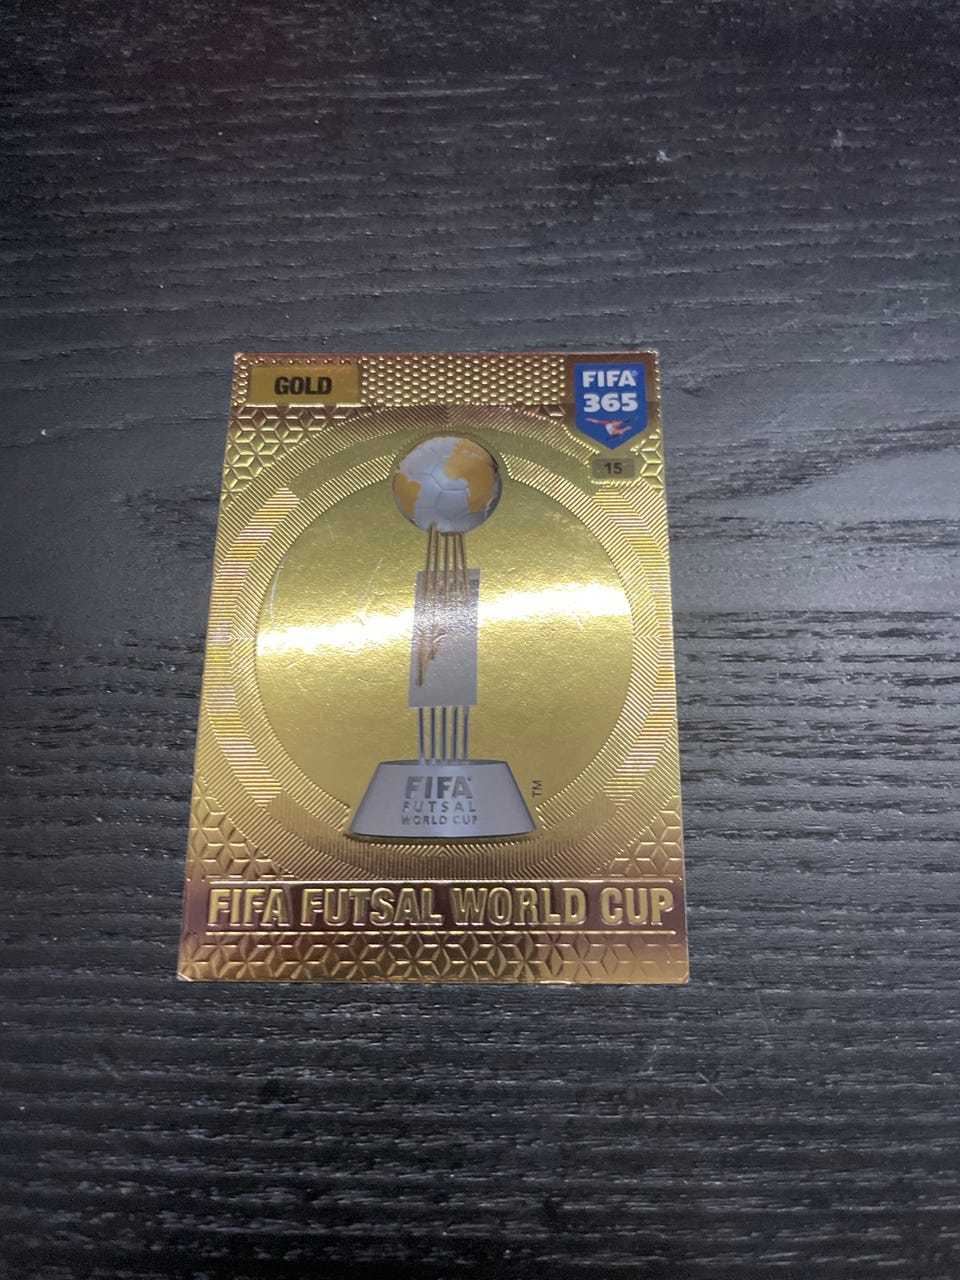 GOLD
FIFA
365
15
FIFA
FUTSAL
WORLD CUP
TM
FIFA FUTSAL WORLD CUP